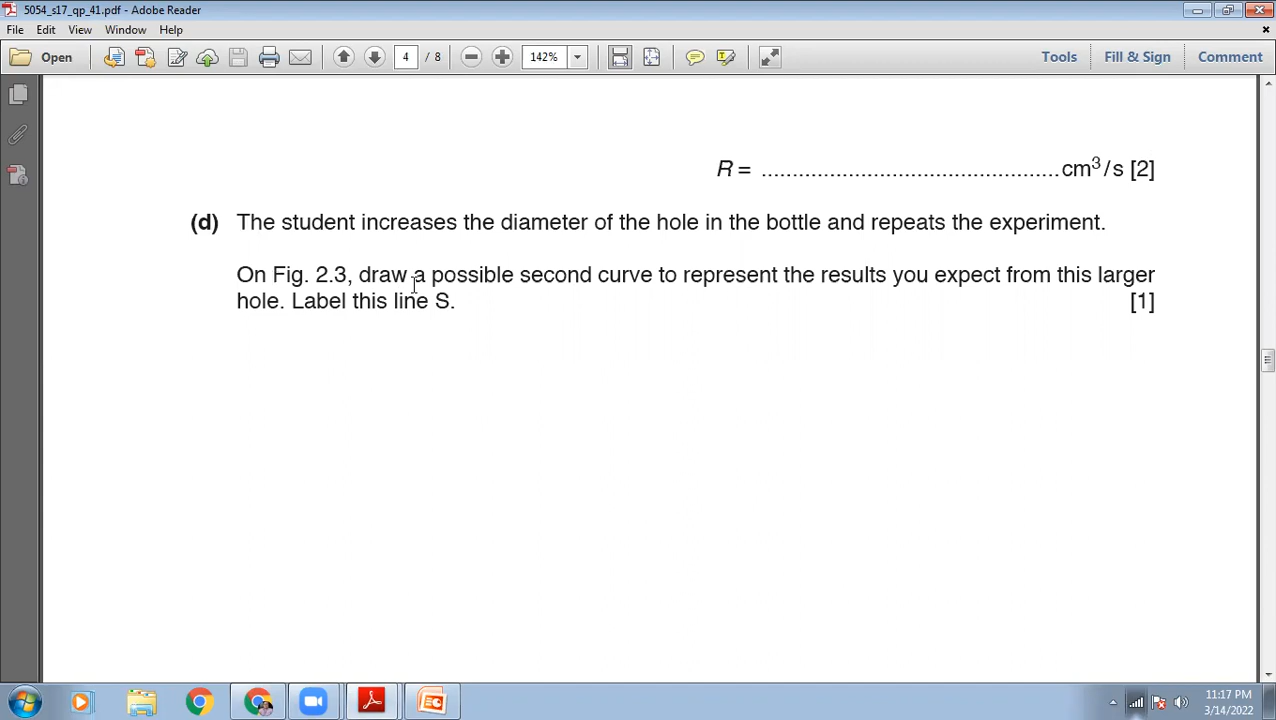 5054_s17_qp_41.pdf - Adobe Reader
File Edit View Window Help
Open 4 / 8 142% Tools Fill & Sign Comment
R = .................................................cm³/s [2]
(d) The student increases the diameter of the hole in the bottle and repeats the experiment.
On Fig. 2.3, draw a possible second curve to represent the results you expect from this larger
hole. Label this line S. [1]
11:17 PM
3/14/2022